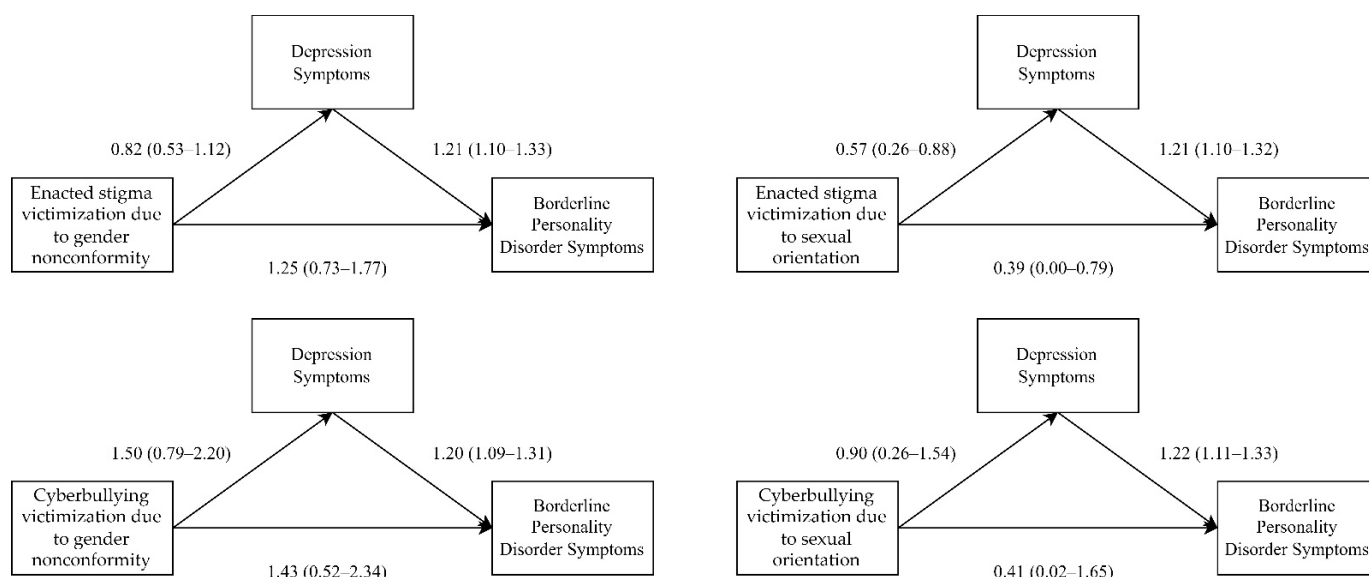 Depression
Symptoms
0.82 (0.53–1.12)
1.21 (1.10–1.33)
Enacted stigma
victimization due
to gender
nonconformity
Borderline
Personality
Disorder Symptoms
1.25 (0.73–1.77)
Depression
Symptoms
0.57 (0.26–0.88)
1.21 (1.10–1.32)
Enacted stigma
victimization due
to sexual
orientation
Borderline
Personality
Disorder Symptoms
0.39 (0.00–0.79)
Depression
Symptoms
1.50 (0.79–2.20)
1.20 (1.09–1.31)
Cyberbullying
victimization due
to gender
nonconformity
Borderline
Personality
Disorder Symptoms
1.43 (0.52–2.34)
Depression
Symptoms
0.90 (0.26–1.54)
1.22 (1.11–1.33)
Cyberbullying
victimization due
to sexual
orientation
Borderline
Personality
Disorder Symptoms
0.41 (0.02–1.65)